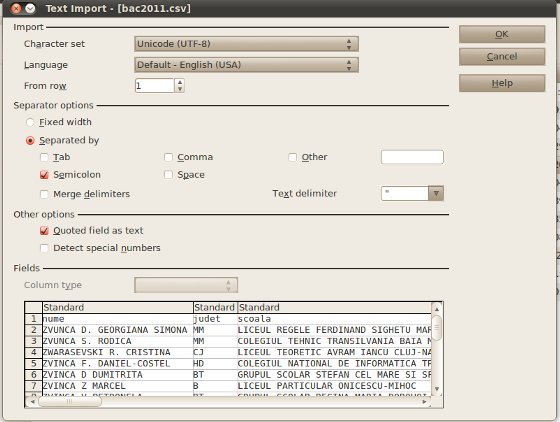 Text Import - [bac2011.csv]
Import
Character set Unicode (UTF-8)
Language Default - English (USA)
From row 1
OK
Cancel
Help
Separator options
Fixed width
Separated by
Tab Comma Other
Semicolon Space
Merge delimiters Text delimiter "
Other options
Quoted field as text
Detect special numbers
Fields
Column type
Standard Standard Standard
1 nume judet scoala
2 ZVUNCA D. GEORGIANA SIMONA MM LICEUL REGELE FERDINAND SIGHETU MAR
3 ZVUNCA S. RODICA MM COLEGIUL TEHNIC TRANSILVANIA BAIA M
4 ZWARASEVSKI R. CRISTINA CJ LICEUL TEORETIC AVRAM IANCU CLUJ-NA
5 ZVINCA F. DANIEL-COSTEL HD COLEGIUL NATIONAL DE INFORMATICA TR
6 ZVINCA D DUMITRITA BT GRUPUL SCOLAR STEFAN CEL MARE SI SF
7 ZVINCA Z MARCEL B LICEUL PARTICULAR ONICESCU-MIHOC